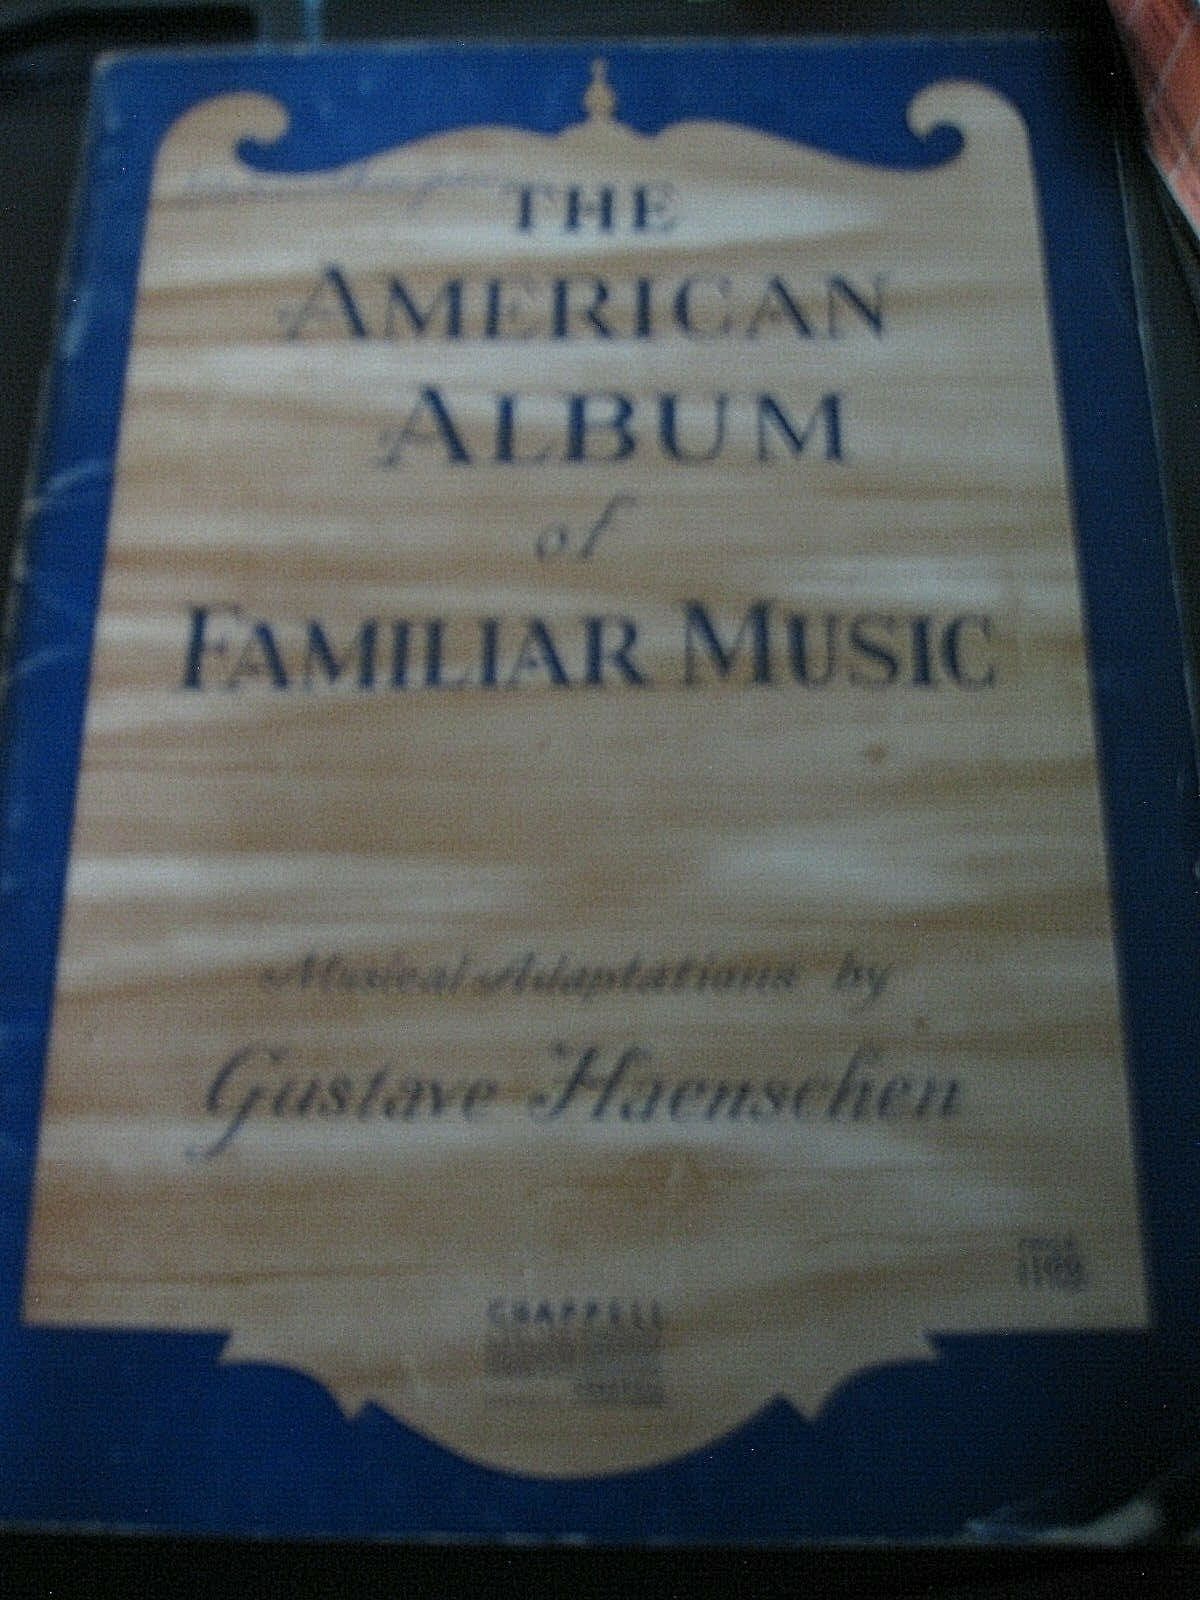 THE
AMERICAN
ALBUM
of
FAMILIAR MUSIC
Musical Adaptations by
Gustave Haenschen
CHAPPELL